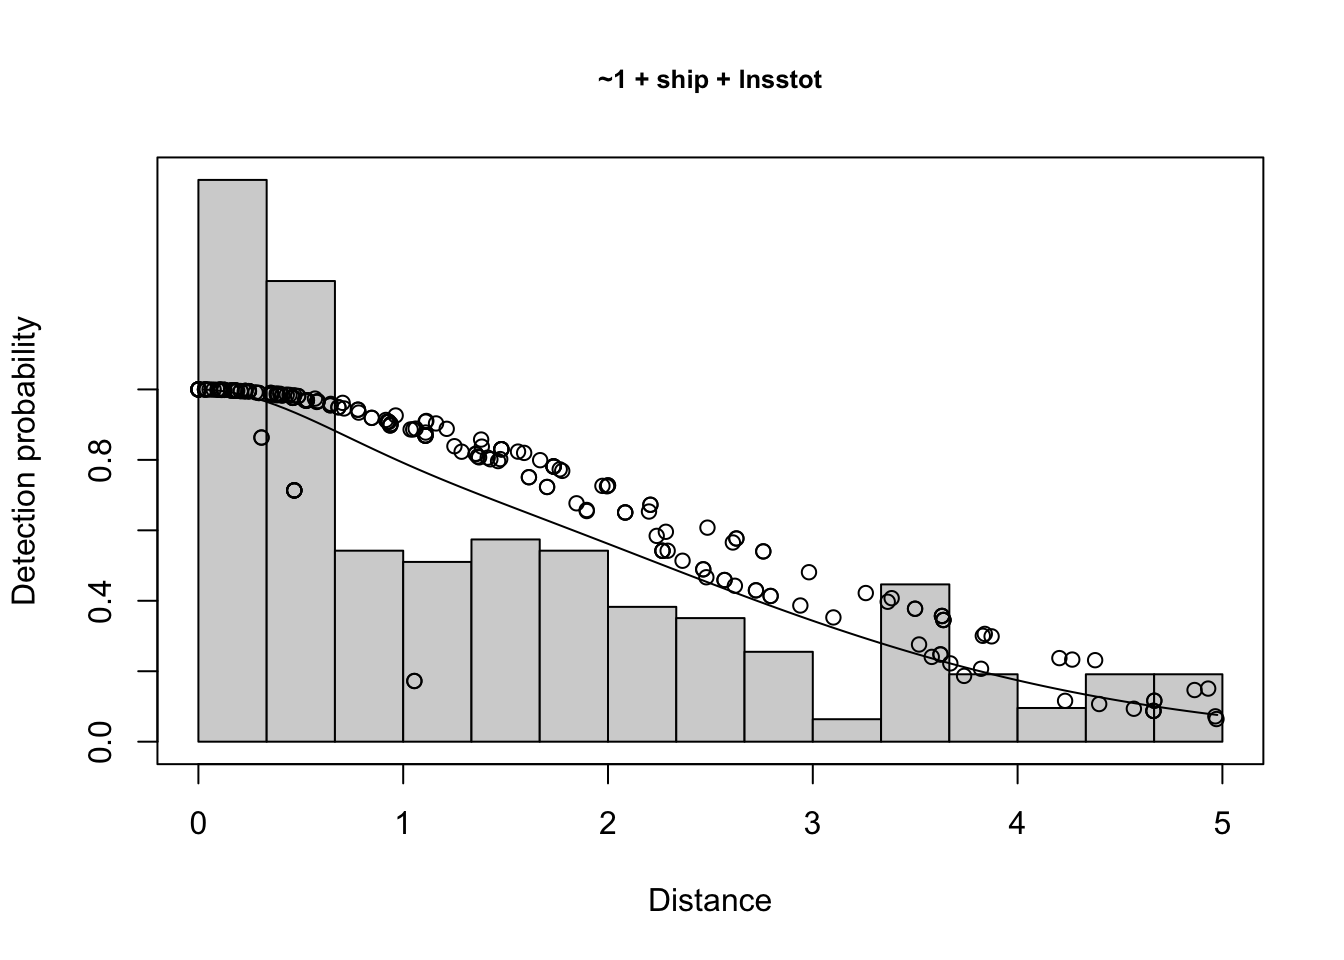 ~1 + ship + lnsstot
Detection probability
0.8
0.4
0.0
0 1 2 3 4 5
Distance